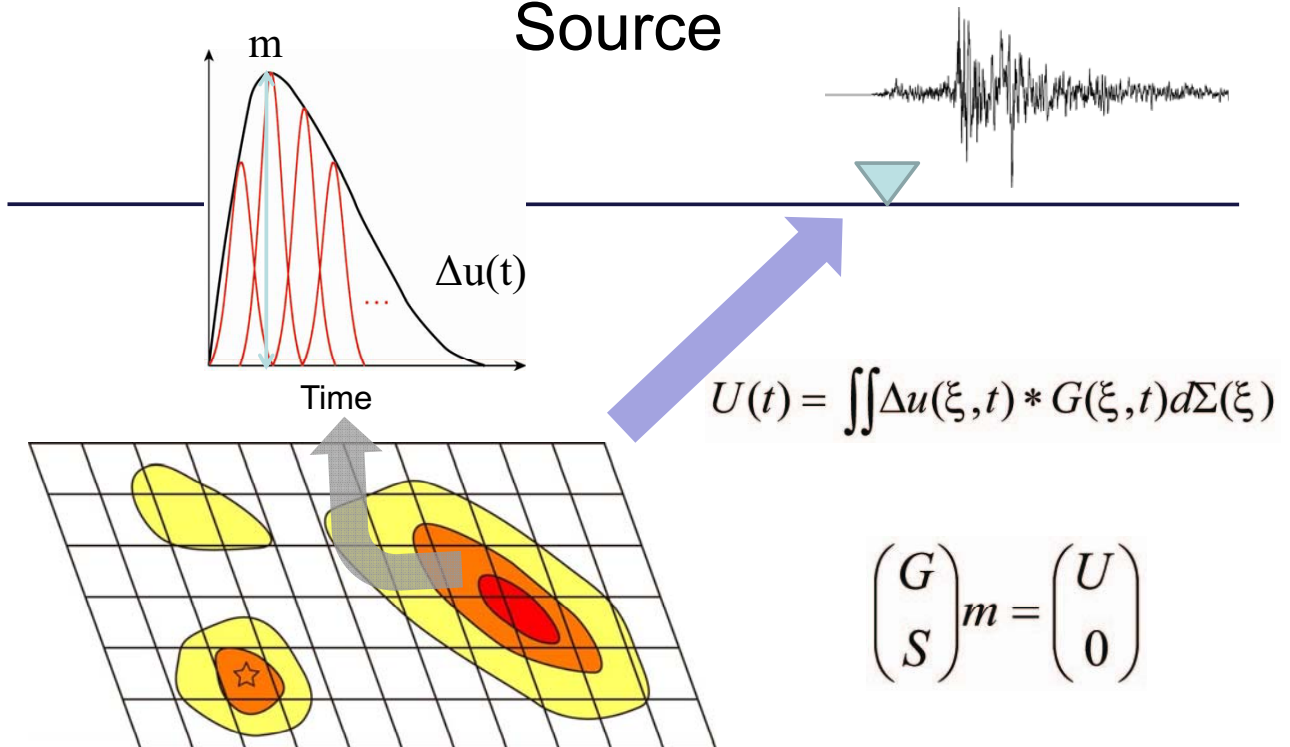 Source
m
Δu(t)
...
Time
U(t) = ∬Δu(ξ,t) * G(ξ,t)dΣ(ξ)
(G S)m = (U 0)